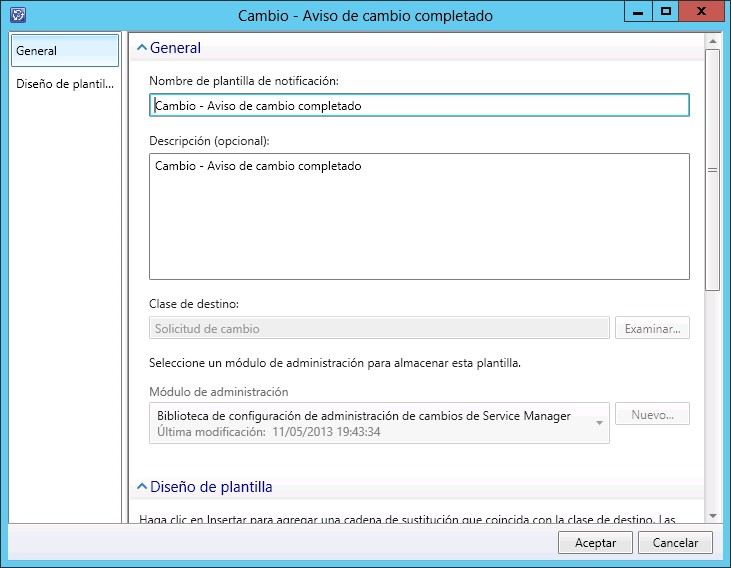 Cambio - Aviso de cambio completado
General
Diseño de plantil...
General
Nombre de plantilla de notificación:
Cambio - Aviso de cambio completado
Descripción (opcional):
Cambio - Aviso de cambio completado
Clase de destino:
Solicitud de cambio
Examinar...
Seleccione un módulo de administración para almacenar esta plantilla.
Módulo de administración
Biblioteca de configuración de administración de cambios de Service Manager
Última modificación: 11/05/2013 19:43:34
Nuevo...
Diseño de plantilla
Haga clic en Insertar para agregar una cadena de sustitución que coincida con la clase de destino. Las
Aceptar
Cancelar